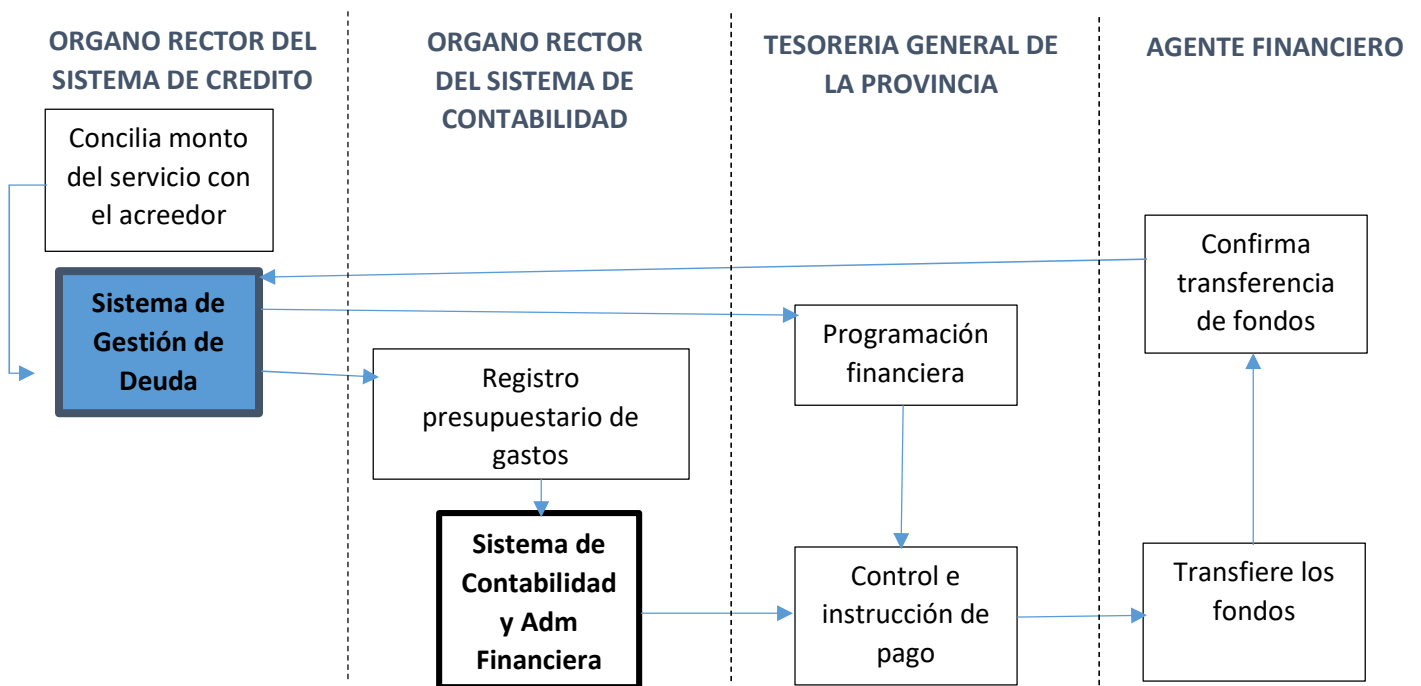 ORGANO RECTOR DEL
SISTEMA DE CREDITO
ORGANO RECTOR
DEL SISTEMA DE
CONTABILIDAD
TESORERIA GENERAL DE
LA PROVINCIA
AGENTE FINANCIERO
Concilia monto
del servicio con
el acreedor
Sistema de
Gestión de
Deuda
Registro
presupuestario de
gastos
Sistema de
Contabilidad
y Adm
Financiera
Programación
financiera
Control e
instrucción de
pago
Confirma
transferencia
de fondos
Transfiere los
fondos